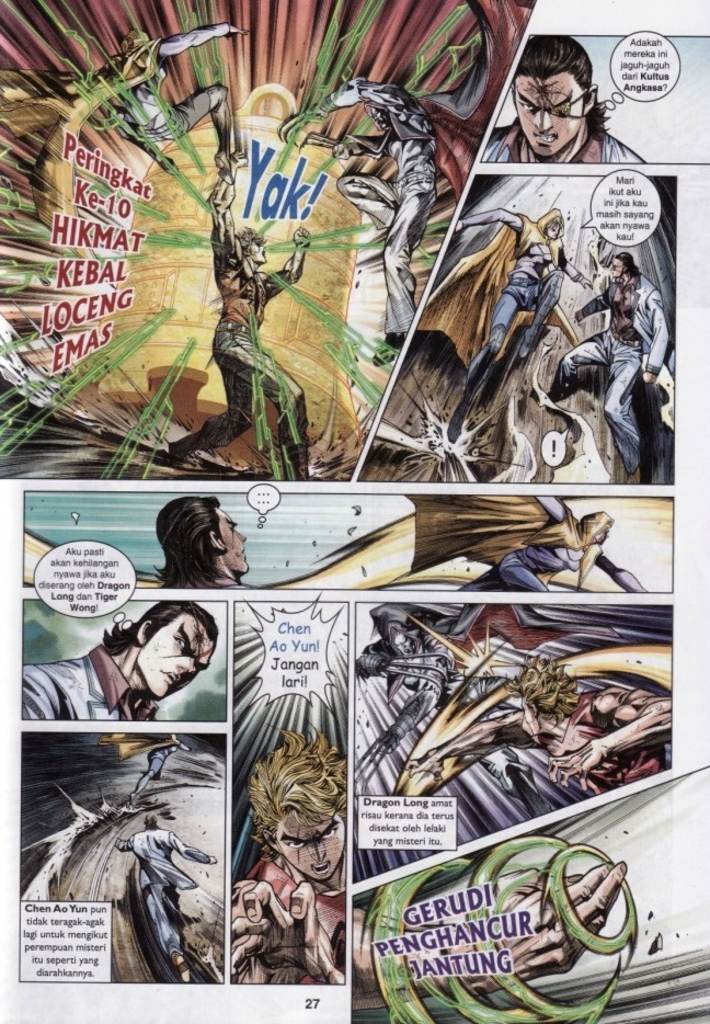 Yak!
Peringkat
Ke-10
HIKMAT
KEBAL
LOCENG
EMAS
Adakah
mereka ini
jaguh-jaguh
dari Kultus
Angkasa?
Mari
ikut aku
ini jika kau
masih sayang
akan nyawa
kau!
!
...
...
Aku pasti
akan kehilangan
nyawa jika aku
diserang oleh Dragon
Long dan Tiger
Wong!
Chen
Ao Yun!
Jangan
lari!
Dragon Long amat
risau kerana dia terus
disekat oleh lelaki
yang misteri itu.
Chen Ao Yun pun
tidak teragak-agak
lagi untuk mengikut
perempuan misteri
itu seperti yang
diarahkannya.
GERUDI
PENGHANCUR
JANTUNG
27